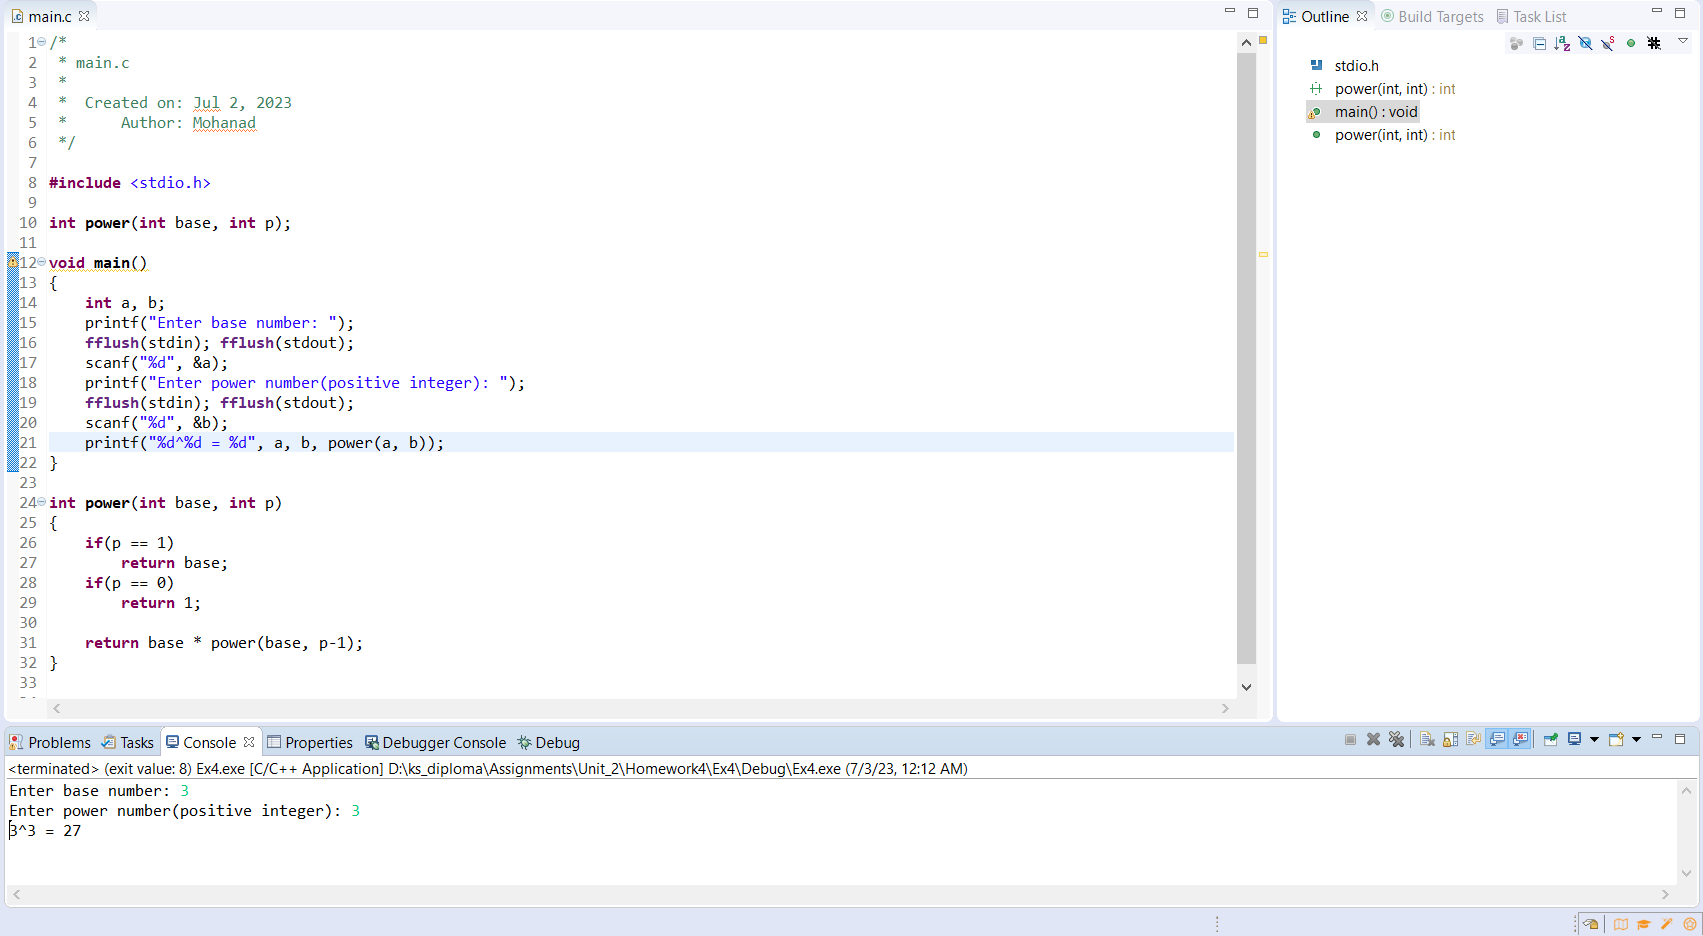 main.c
Outline
Build Targets
Task List
1 /*
2  * main.c
3  *
4  *  Created on: Jul 2, 2023
5  *      Author: Mohanad
6  */
7
8 #include <stdio.h>
9
10 int power(int base, int p);
11
12 void main()
13 {
14     int a, b;
15     printf("Enter base number: ");
16     fflush(stdin); fflush(stdout);
17     scanf("%d", &a);
18     printf("Enter power number(positive integer): ");
19     fflush(stdin); fflush(stdout);
20     scanf("%d", &b);
21     printf("%d^%d = %d", a, b, power(a, b));
22 }
23
24 int power(int base, int p)
25 {
26     if(p == 1)
27         return base;
28     if(p == 0)
29         return 1;
30
31     return base * power(base, p-1);
32 }
33
stdio.h
power(int, int) : int
main() : void
power(int, int) : int
Problems Tasks Console Properties Debugger Console Debug
<terminated> (exit value: 8) Ex4.exe [C/C++ Application] D:\ks_diploma\Assignments\Unit_2\Homework4\Ex4\Debug\Ex4.exe (7/3/23, 12:12 AM)
Enter base number: 3
Enter power number(positive integer): 3
3^3 = 27